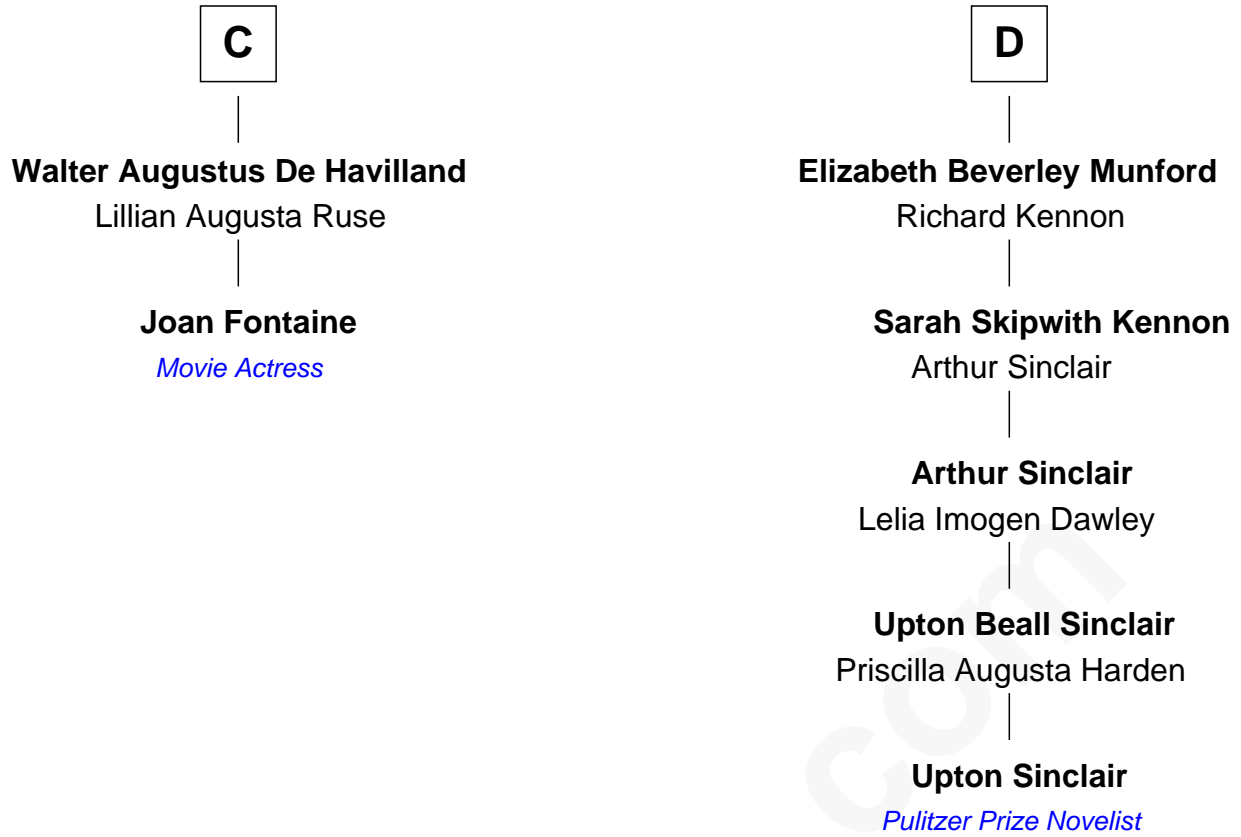 C
Walter Augustus De Havilland
Lillian Augusta Ruse
Joan Fontaine
Movie Actress
D
Elizabeth Beverley Munford
Richard Kennon
Sarah Skipwith Kennon
Arthur Sinclair
Arthur Sinclair
Lelia Imogen Dawley
Upton Beall Sinclair
Priscilla Augusta Harden
Upton Sinclair
Pulitzer Prize Novelist
com